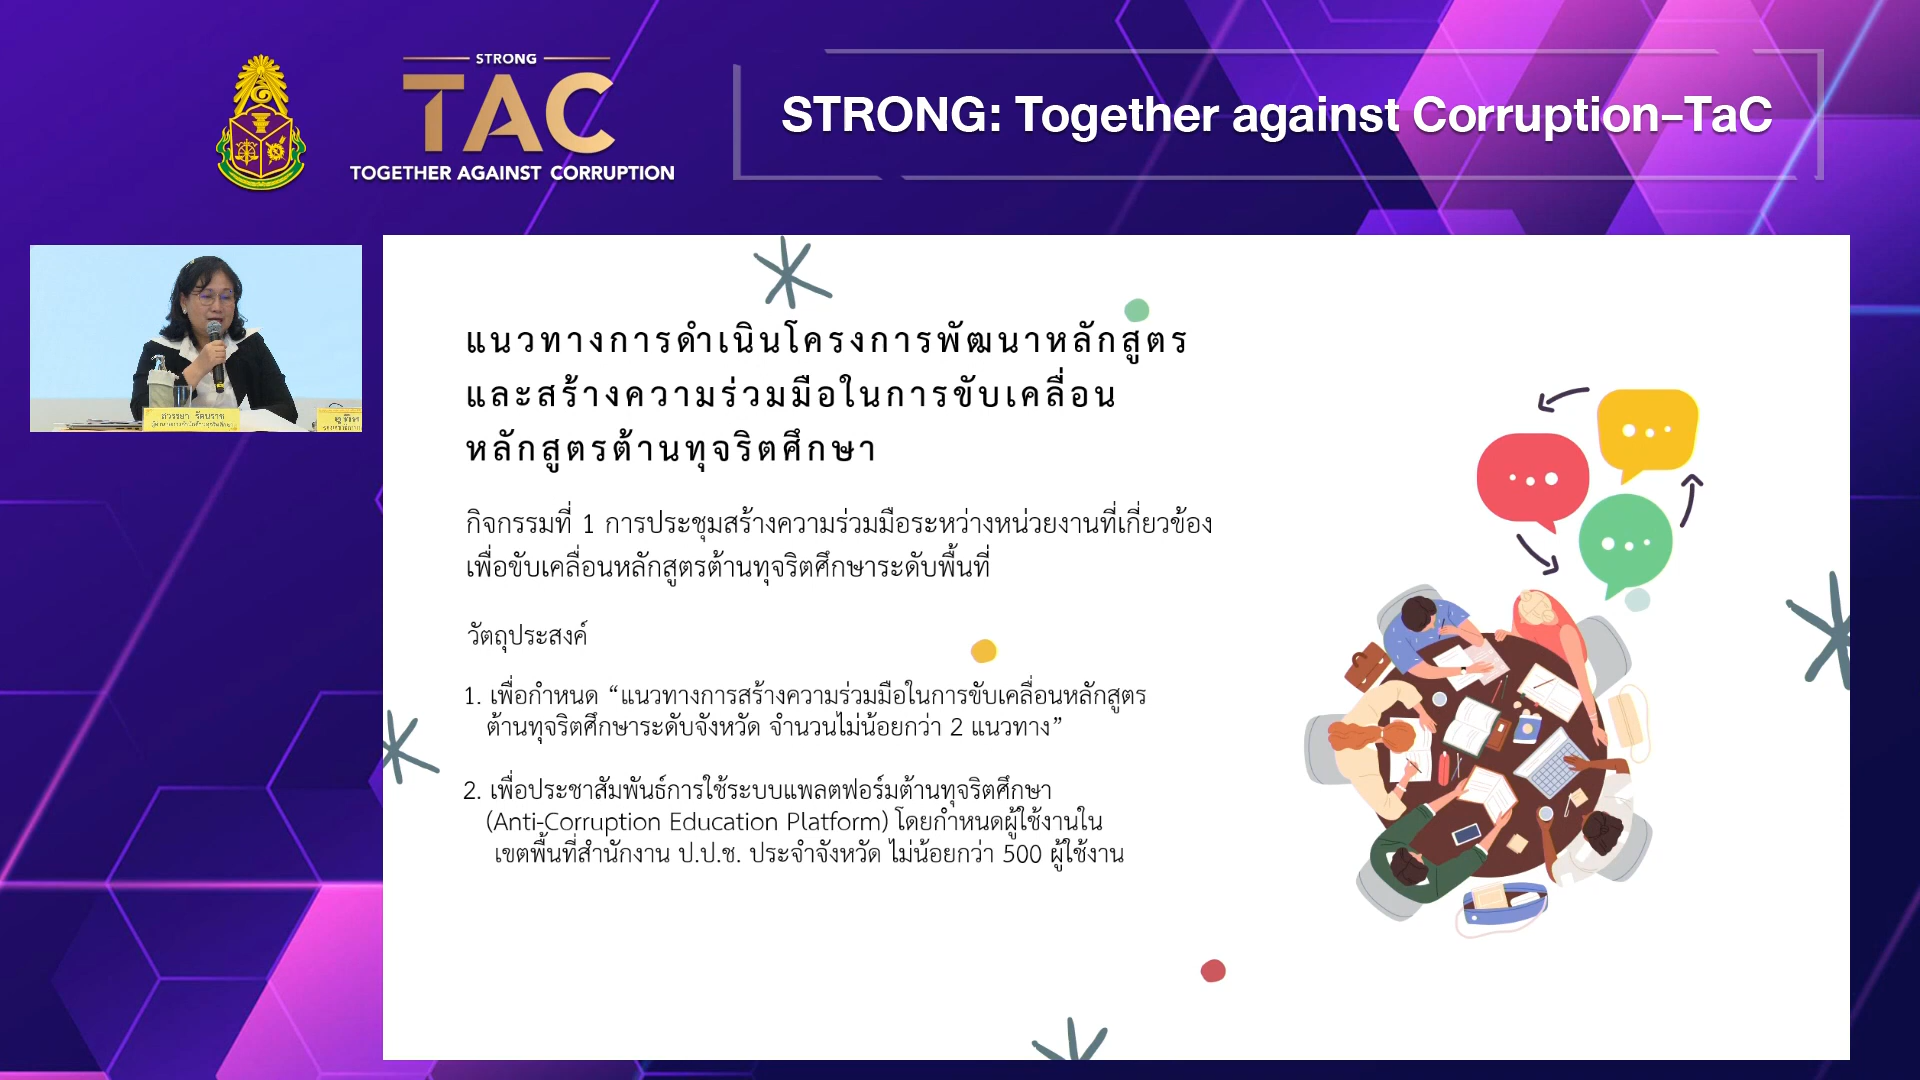 STRONG
TAC
TOGETHER AGAINST CORRUPTION
STRONG: Together against Corruption-TaC
แนวทางการดำเนินโครงการพัฒนาหลักสูตร
และสร้างความร่วมมือในการขับเคลื่อน
หลักสูตรต้านทุจริตศึกษา
กิจกรรมที่ 1 การประชุมสร้างความร่วมมือระหว่างหน่วยงานที่เกี่ยวข้อง
เพื่อขับเคลื่อนหลักสูตรต้านทุจริตศึกษาระดับพื้นที่
วัตถุประสงค์
1. เพื่อกำหนด “แนวทางการสร้างความร่วมมือในการขับเคลื่อนหลักสูตร
ต้านทุจริตศึกษาระดับจังหวัด จำนวนไม่น้อยกว่า 2 แนวทาง”
2. เพื่อประชาสัมพันธ์การใช้ระบบแพลตฟอร์มต้านทุจริตศึกษา
(Anti-Corruption Education Platform) โดยกำหนดผู้ใช้งานใน
เขตพื้นที่สำนักงาน ป.ป.ช. ประจำจังหวัด ไม่น้อยกว่า 500 ผู้ใช้งาน